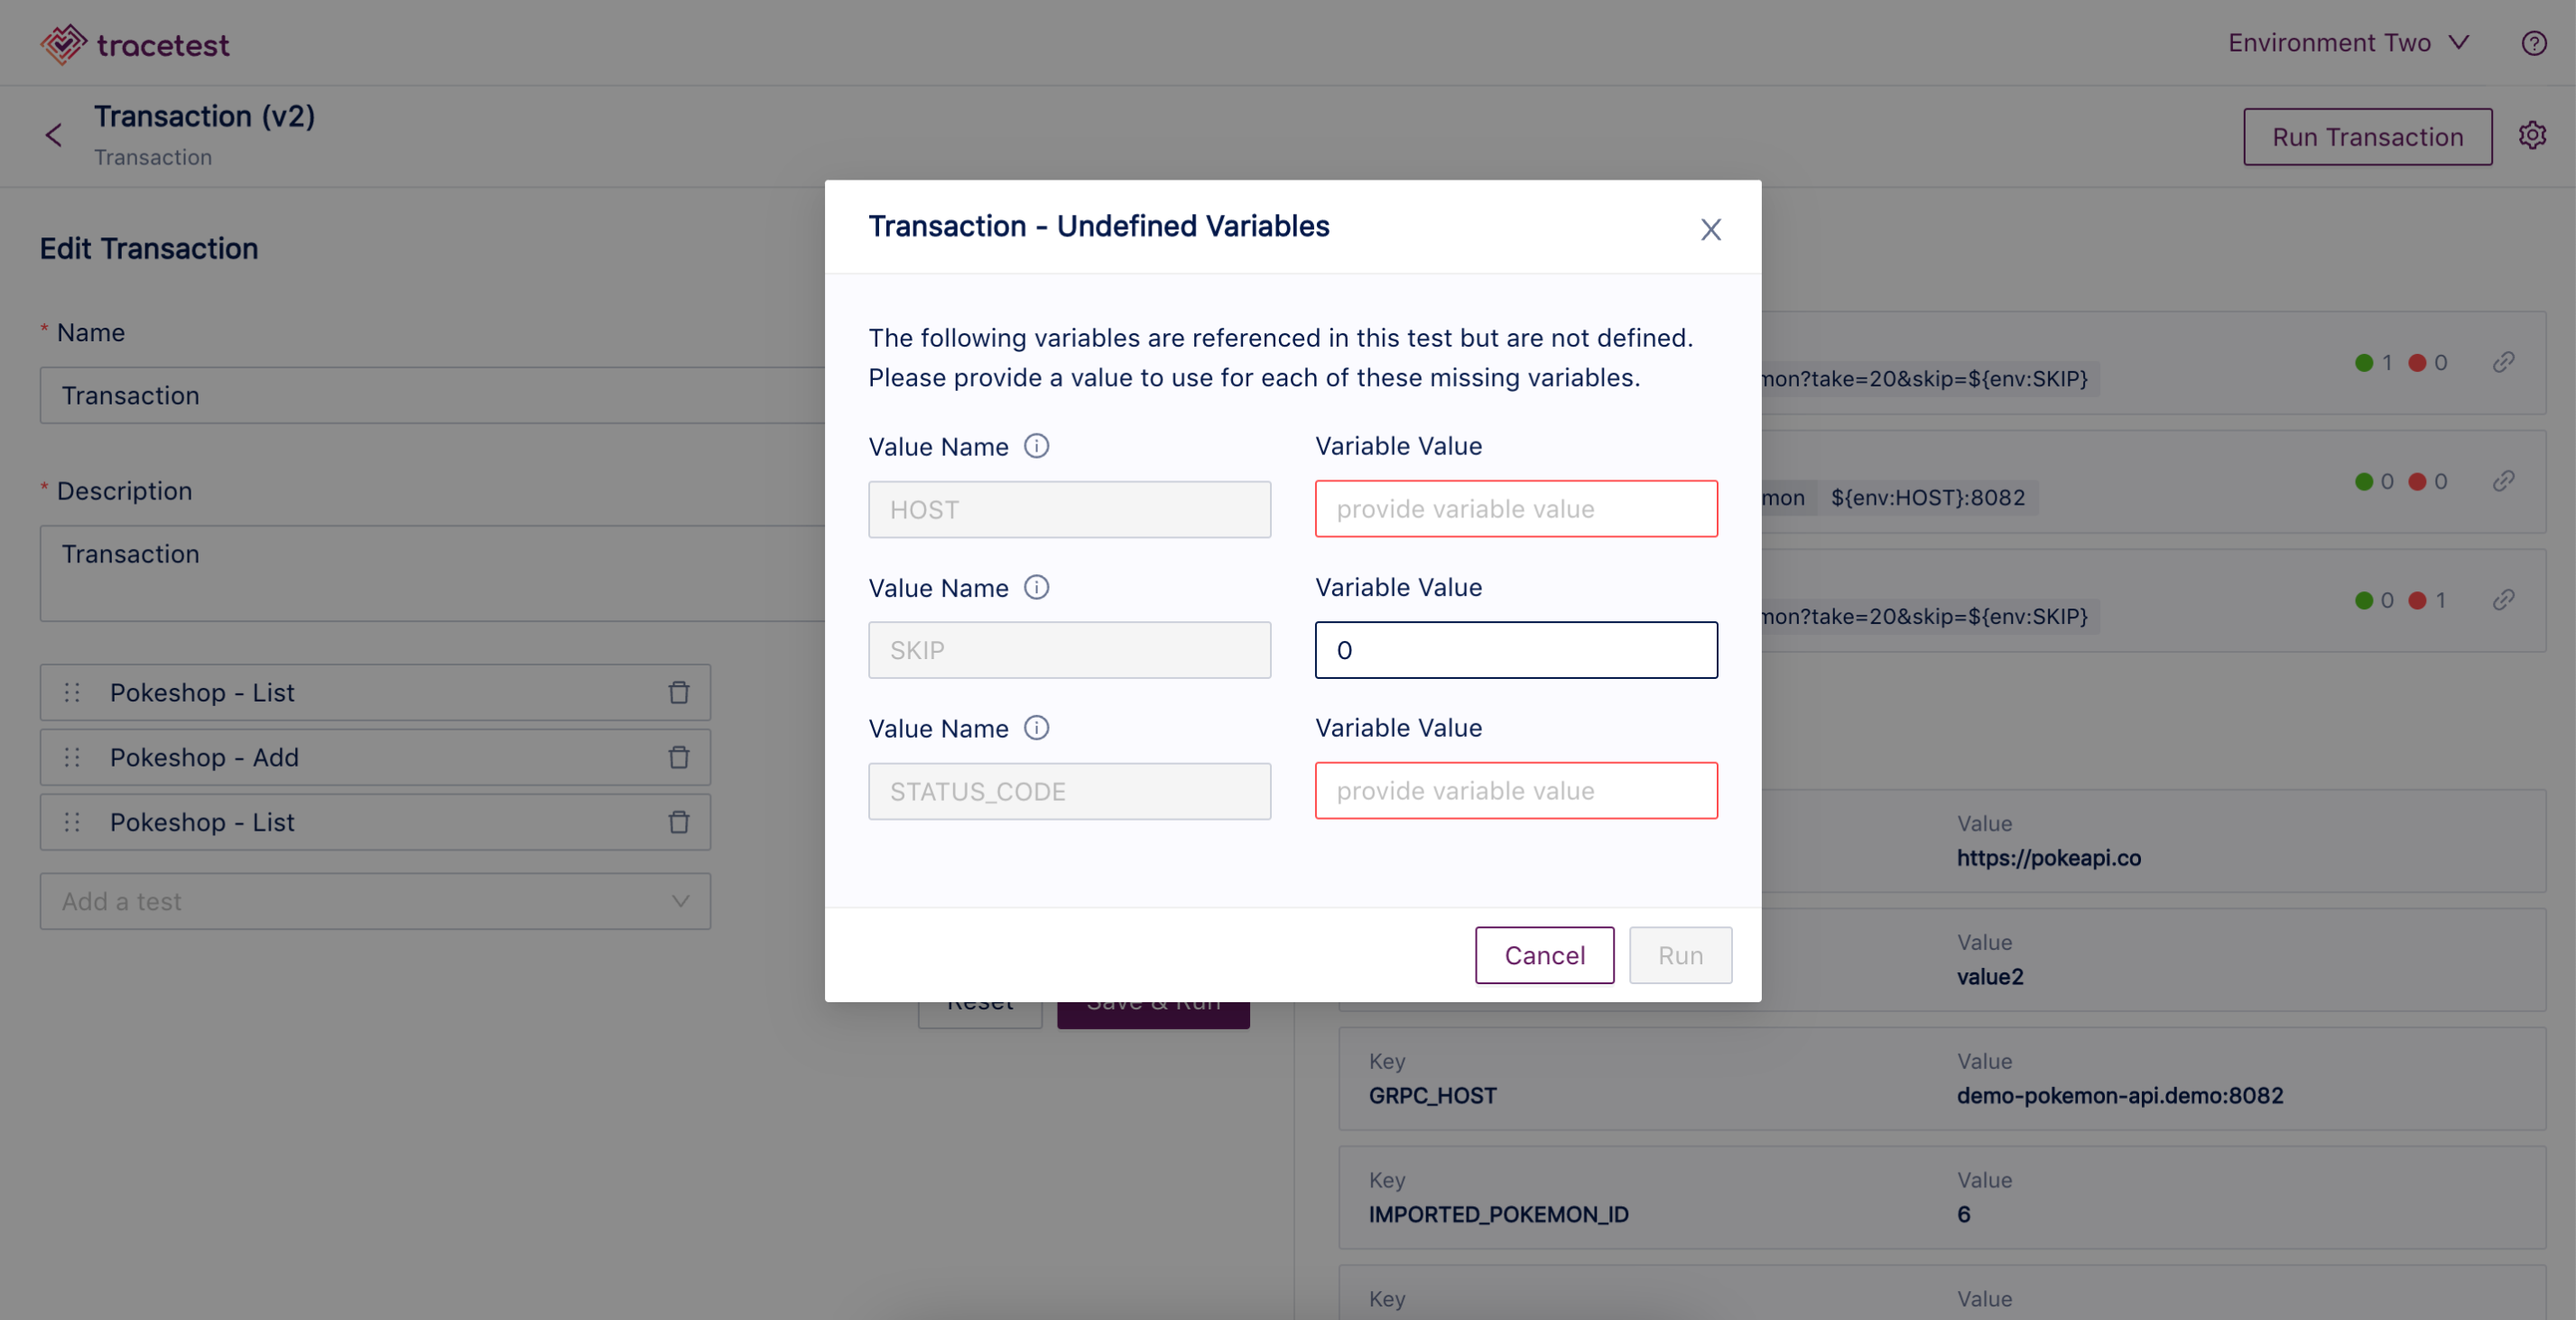 tracetest
Environment Two
Transaction (v2)
Transaction
Run Transaction
Edit Transaction
* Name
Transaction
* Description
Transaction
Pokeshop - List
Pokeshop - Add
Pokeshop - List
Add a test
Reset
Save & Run
Transaction - Undefined Variables
The following variables are referenced in this test but are not defined.
Please provide a value to use for each of these missing variables.
Value Name
Variable Value
HOST
provide variable value
Value Name
Variable Value
SKIP
0
Value Name
Variable Value
STATUS_CODE
provide variable value
Cancel
Run
mon?take=20&skip=${env:SKIP}
1
0
mon
${env:HOST}:8082
0
0
mon?take=20&skip=${env:SKIP}
0
1
Value
https://pokeapi.co
Value
value2
Key
Value
GRPC_HOST
demo-pokemon-api.demo:8082
Key
Value
IMPORTED_POKEMON_ID
6
Key
Value